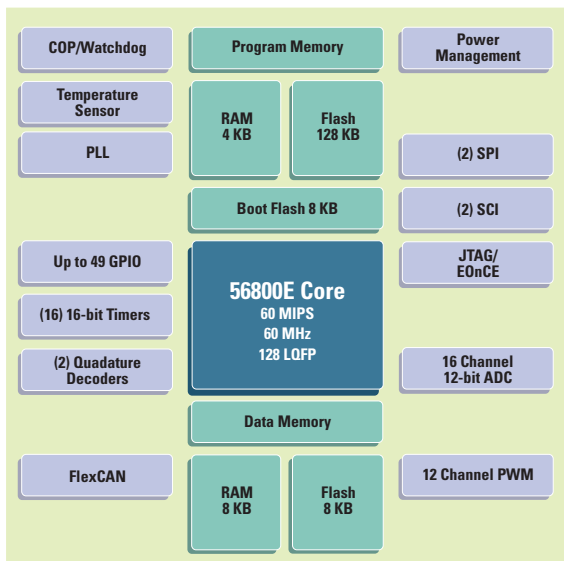 COP/Watchdog
Program Memory
Power
Management
Temperature
Sensor
RAM
4 KB
Flash
128 KB
PLL
(2) SPI
Boot Flash 8 KB
(2) SCI
Up to 49 GPIO
56800E Core
60 MIPS
60 MHz
128 LQFP
JTAG/
EOnCE
(16) 16-bit Timers
(2) Quadature
Decoders
16 Channel
12-bit ADC
Data Memory
FlexCAN
RAM
8 KB
Flash
8 KB
12 Channel PWM